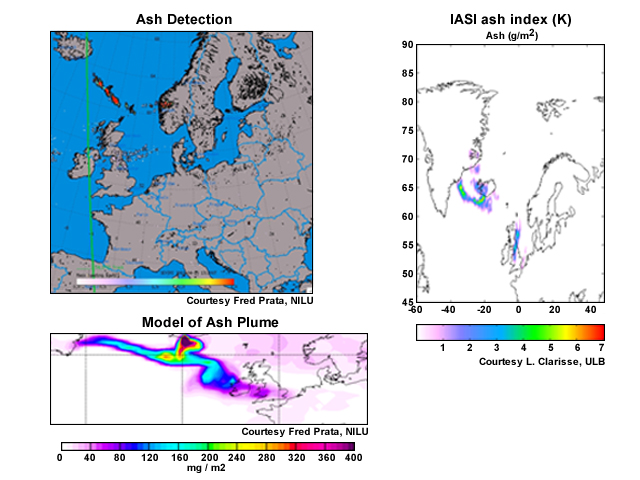 Ash Detection
Courtesy Fred Prata, NILU
IASI ash index (K)
Ash (g/m2)
90
85
80
75
70
65
60
55
50
45
-60 -40 -20 0 20 40
1 2 3 4 5 6 7
Courtesy L. Clarisse, ULB
Model of Ash Plume
Courtesy Fred Prata, NILU
0 40 80 120 160 200 240 280 320 360 400
mg / m2